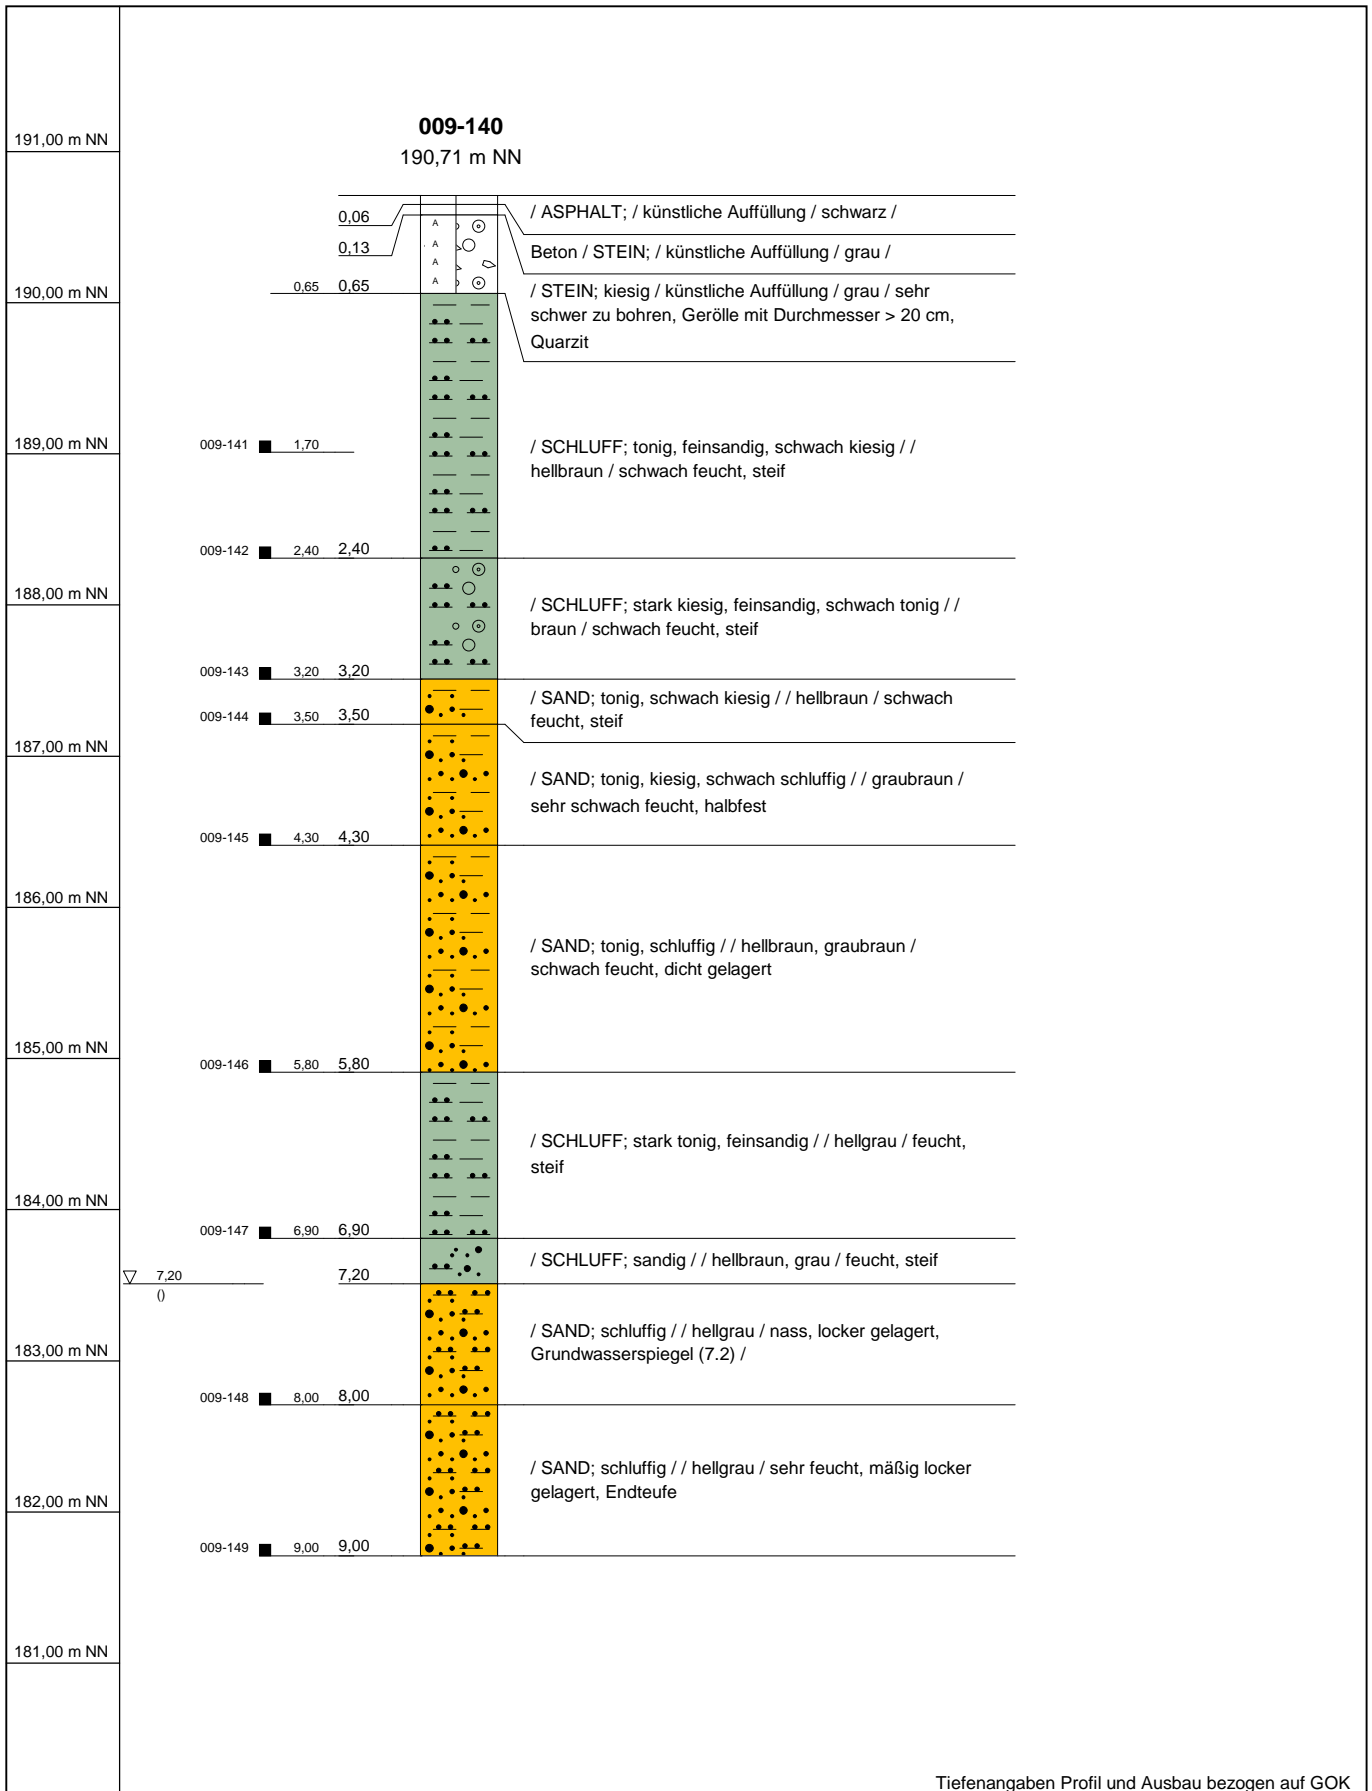 009-140
190,71 m NN
191,00 m NN
0,06
/ ASPHALT; / künstliche Auffüllung / schwarz /
A
0,13
A
Beton / STEIN; / künstliche Auffüllung / grau /
A
190,00 m NN
0,65 0,65
A
/ STEIN; kiesig / künstliche Auffüllung / grau / sehr
schwer zu bohren, Gerölle mit Durchmesser > 20 cm,
Quarzit
189,00 m NN
009-141 1,70
/ SCHLUFF; tonig, feinsandig, schwach kiesig / /
hellbraun / schwach feucht, steif
009-142 2,40 2,40
188,00 m NN
/ SCHLUFF; stark kiesig, feinsandig, schwach tonig / /
braun / schwach feucht, steif
009-143 3,20 3,20
/ SAND; tonig, schwach kiesig / / hellbraun / schwach
feucht, steif
009-144 3,50 3,50
187,00 m NN
/ SAND; tonig, kiesig, schwach schluffig / / graubraun /
sehr schwach feucht, halbfest
009-145 4,30 4,30
186,00 m NN
/ SAND; tonig, schluffig / / hellbraun, graubraun /
schwach feucht, dicht gelagert
185,00 m NN
009-146 5,80 5,80
/ SCHLUFF; stark tonig, feinsandig / / hellgrau / feucht,
steif
184,00 m NN
009-147 6,90 6,90
/ SCHLUFF; sandig / / hellbraun, grau / feucht, steif
7,20 7,20
()
/ SAND; schluffig / / hellgrau / nass, locker gelagert,
Grundwasserspiegel (7.2) /
183,00 m NN
009-148 8,00 8,00
/ SAND; schluffig / / hellgrau / sehr feucht, mäßig locker
gelagert, Endteufe
182,00 m NN
009-149 9,00 9,00
181,00 m NN
Tiefenangaben Profil und Ausbau bezogen auf GOK